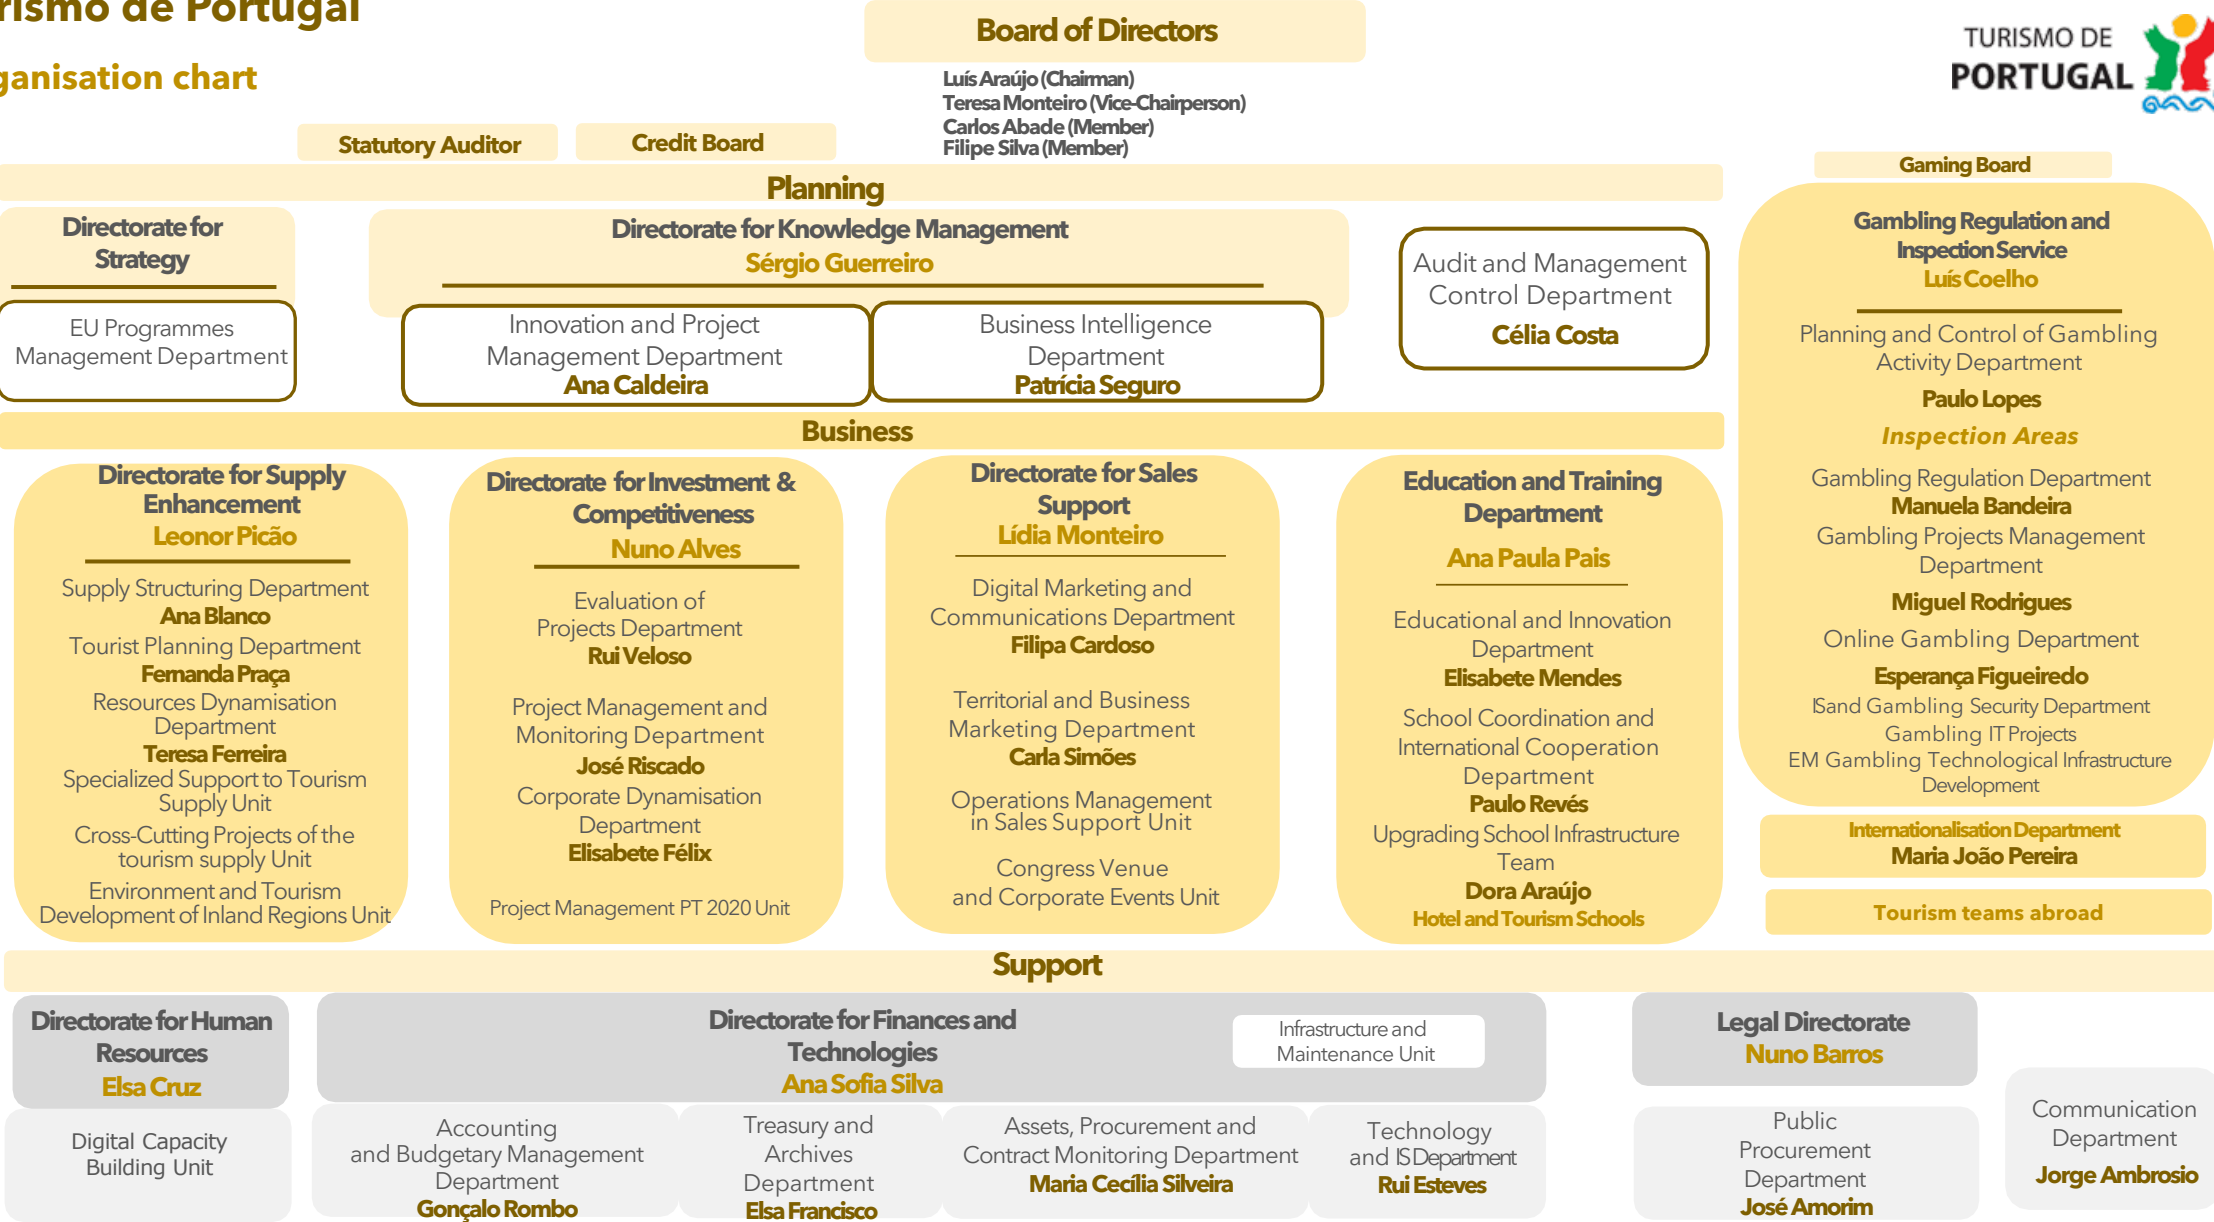 rismo de Portugal
ganisation chart
Board of Directors
Luís Araújo (Chairman)
Teresa Monteiro (Vice-Chairperson)
Carlos Abade (Member)
Filipe Silva (Member)
TURISMO DE
PORTUGAL
Statutory Auditor
Credit Board
Planning
Directorate for
Strategy
EU Programmes
Management Department
Directorate for Knowledge Management
Sérgio Guerreiro
Innovation and Project
Management Department
Ana Caldeira
Business Intelligence
Department
Patrícia Seguro
Audit and Management
Control Department
Célia Costa
Gaming Board
Gambling Regulation and
Inspection Service
Luís Coelho
Planning and Control of Gambling
Activity Department
Paulo Lopes
Inspection Areas
Gambling Regulation Department
Manuela Bandeira
Gambling Projects Management
Department
Miguel Rodrigues
Online Gambling Department
Esperança Figueiredo
ISand Gambling Security Department
Gambling IT Projects
EM Gambling Technological Infrastructure
Development
Internationalisation Department
Maria João Pereira
Tourism teams abroad
Business
Directorate for Supply
Enhancement
Leonor Picão
Supply Structuring Department
Ana Blanco
Tourist Planning Department
Fernanda Praça
Resources Dynamisation
Department
Teresa Ferreira
Specialized Support to Tourism
Supply Unit
Cross-Cutting Projects of the
tourism supply Unit
Environment and Tourism
Development of Inland Regions Unit
Directorate for Investment &
Competitiveness
Nuno Alves
Evaluation of
Projects Department
Rui Veloso
Project Management and
Monitoring Department
José Riscado
Corporate Dynamisation
Department
Elisabete Félix
Project Management PT 2020 Unit
Directorate for Sales
Support
Lídia Monteiro
Digital Marketing and
Communications Department
Filipa Cardoso
Territorial and Business
Marketing Department
Carla Simões
Operations Management
in Sales Support Unit
Congress Venue
and Corporate Events Unit
Education and Training
Department
Ana Paula Pais
Educational and Innovation
Department
Elisabete Mendes
School Coordination and
International Cooperation
Department
Paulo Revés
Upgrading School Infrastructure
Team
Dora Araújo
Hotel and Tourism Schools
Support
Directorate for Human
Resources
Elsa Cruz
Digital Capacity
Building Unit
Directorate for Finances and
Technologies
Ana Sofia Silva
Infrastructure and
Maintenance Unit
Accounting
and Budgetary Management
Department
Gonçalo Rombo
Treasury and
Archives
Department
Elsa Francisco
Assets, Procurement and
Contract Monitoring Department
Maria Cecília Silveira
Technology
and IS Department
Rui Esteves
Legal Directorate
Nuno Barros
Public
Procurement
Department
José Amorim
Communication
Department
Jorge Ambrosio